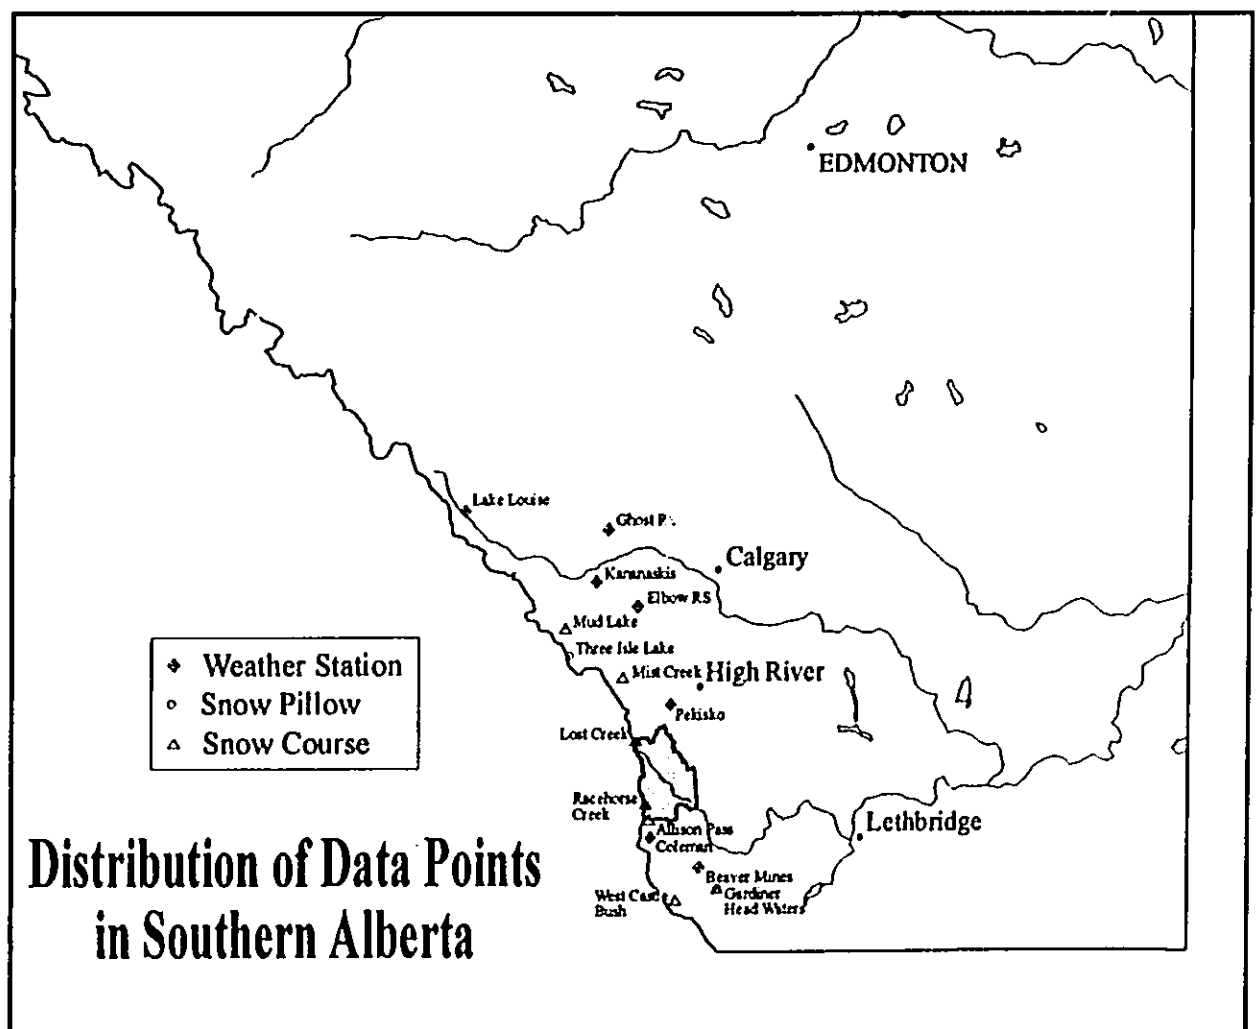 EDMONTON
Lake Louise
Ghost
Calgary
Kananaskis
Elbow RS
Mud Lake
Three Isle Lake
Mist Creek
High River
Pekisko
Lost Creek
Weather Station
Snow Pillow
Snow Course
Racehorse
Creek
Allison Pass
Coleman
Lethbridge
Beaver Mines
Gardiner
Head Waters
West Castle
Bush
Distribution of Data Points
in Southern Alberta